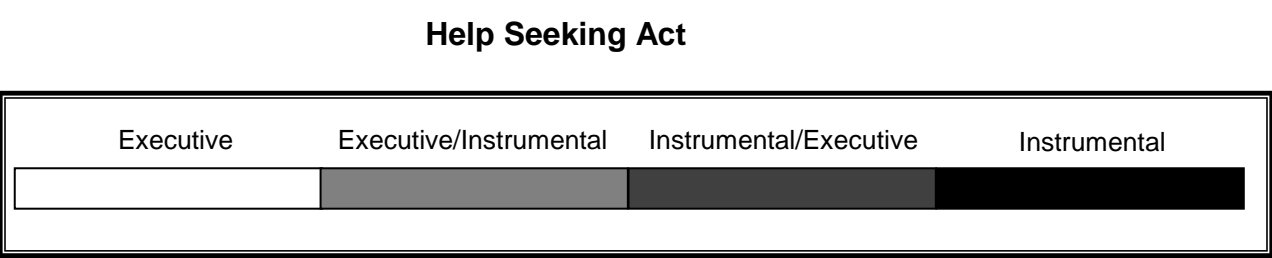 Help Seeking Act
Executive Executive/Instrumental Instrumental/Executive Instrumental